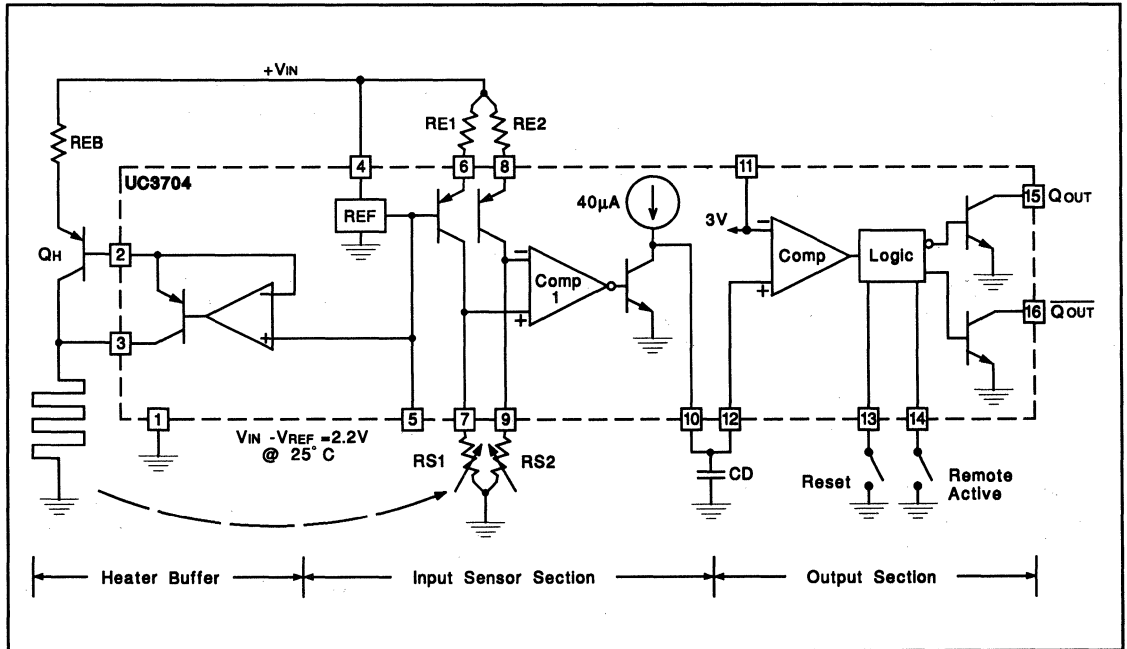 +VIN
REB
RE1
RE2
4
6
8
11
UC3704
REF
40µA
3V
15
QOUT
QH
2
−
+
−
Comp
1
+
−
Comp
+
Logic
3
16
QOUT
1
5
7
9
10
12
13
14
VIN - VREF = 2.2V
@ 25° C
RS1
RS2
CD
Reset
Remote
Active
Heater Buffer
Input Sensor Section
Output Section